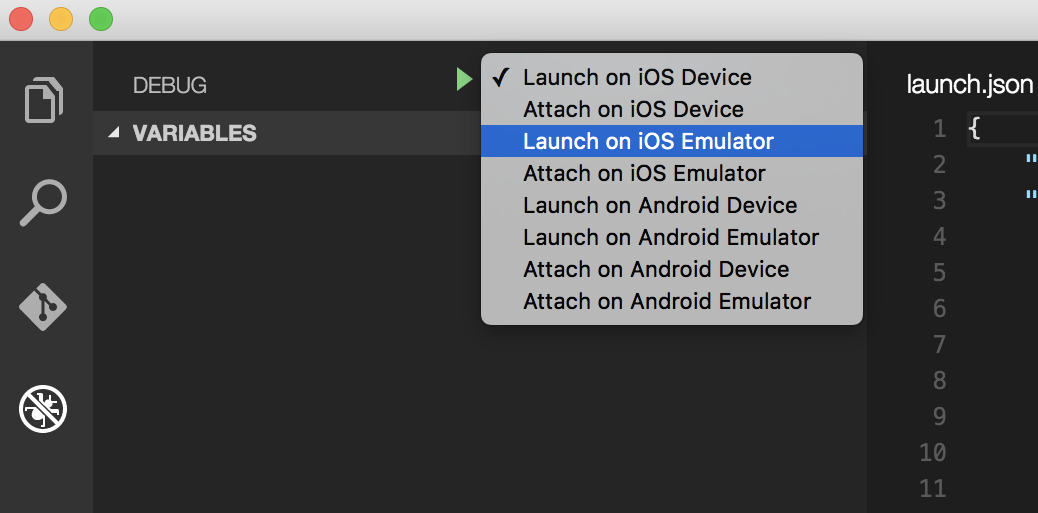 DEBUG
✓ Launch on iOS Device
Attach on iOS Device
Launch on iOS Emulator
Attach on iOS Emulator
Launch on Android Device
Launch on Android Emulator
Attach on Android Device
Attach on Android Emulator
VARIABLES
launch.json
1 {
2 "
3 "
4
5
6
7
8
9
10
11